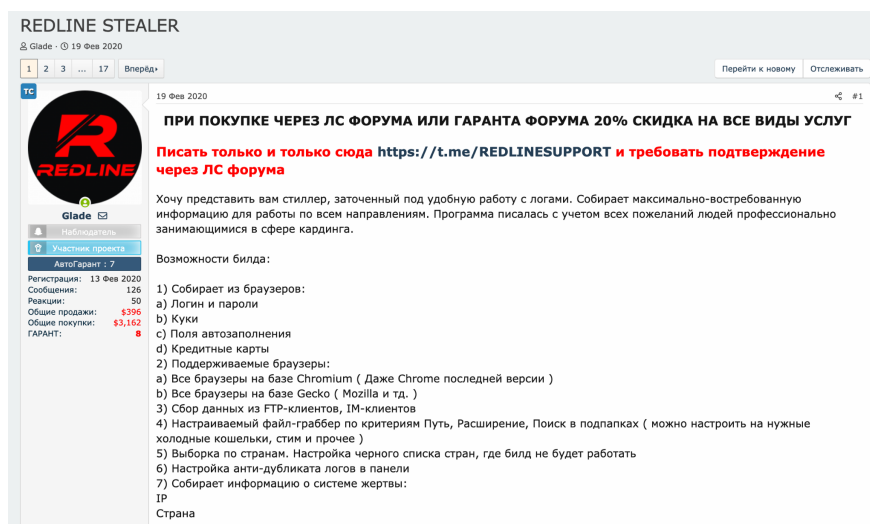 REDLINE STEALER
Glade · 19 Фев 2020
1 2 3 ... 17 Вперёд
Перейти к новому Отслеживать
TC
19 Фев 2020 #1
ПРИ ПОКУПКЕ ЧЕРЕЗ ЛС ФОРУМА ИЛИ ГАРАНТА ФОРУМА 20% СКИДКА НА ВСЕ ВИДЫ УСЛУГ
Писать только и только сюда https://t.me/REDLINESUPPORT и требовать подтверждение
через ЛС форума
REDLINE
Glade
Наблюдатель
Участник проекта
АвтоГарант : 7
Регистрация: 13 Фев 2020
Сообщения: 126
Реакции: 50
Общие продажи: $396
Общие покупки: $3,162
ГАРАНТ: 8
Хочу представить вам стиллер, заточенный под удобную работу с логами. Собирает максимально-востребованную
информацию для работы по всем направлениям. Программа писалась с учетом всех пожеланий людей профессионально
занимающимися в сфере кардинга.
Возможности билда:
1) Собирает из браузеров:
a) Логин и пароли
b) Куки
c) Поля автозаполнения
d) Кредитные карты
2) Поддерживаемые браузеры:
a) Все браузеры на базе Chromium ( Даже Chrome последней версии )
b) Все браузеры на базе Gecko ( Mozilla и тд. )
3) Сбор данных из FTP-клиентов, IM-клиентов
4) Настраиваемый файл-граббер по критериям Путь, Расширение, Поиск в подпапках ( можно настроить на нужные
холодные кошельки, стим и прочее )
5) Выборка по странам. Настройка черного списка стран, где билд не будет работать
6) Настройка анти-дубликата логов в панели
7) Собирает информацию о системе жертвы:
IP
Страна